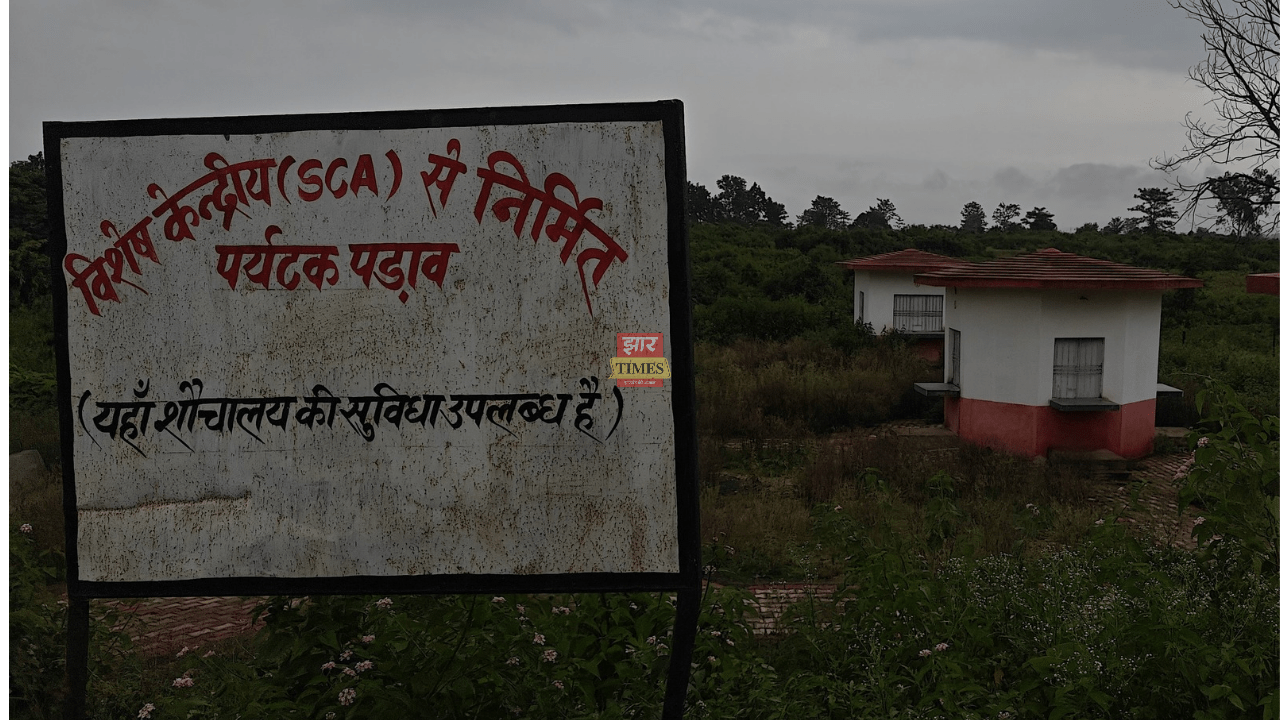 विशेष केन्द्रीय (SCA) से निर्मित
पर्यटक पड़ाव
(यहाँ शौचालय की सुविधा उपलब्ध है)
झार
TIMES